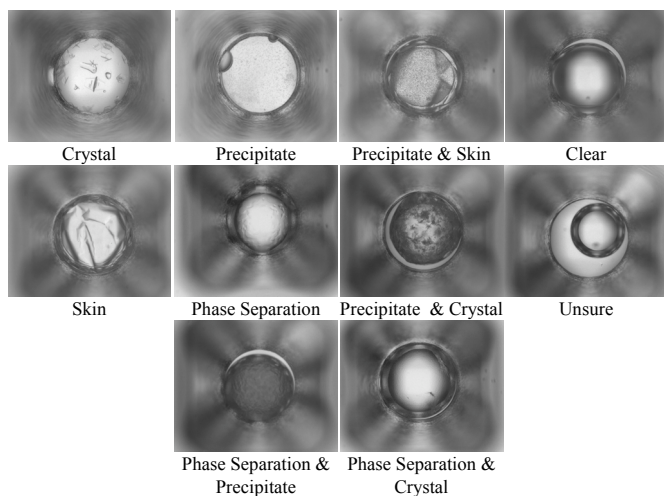 Crystal
Precipitate
Precipitate & Skin
Clear
Skin
Phase Separation
Precipitate & Crystal
Unsure
Phase Separation &
Precipitate
Phase Separation &
Crystal